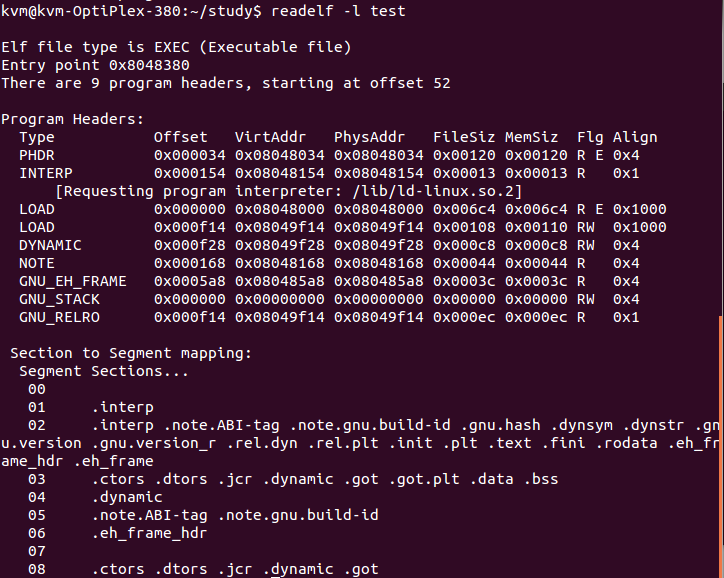 kvm@kvm-OptiPlex-380:~/study$ readelf -l test

Elf file type is EXEC (Executable file)
Entry point 0x8048380
There are 9 program headers, starting at offset 52

Program Headers:
  Type           Offset   VirtAddr   PhysAddr   FileSiz MemSiz  Flg Align
  PHDR           0x000034 0x08048034 0x08048034 0x00120 0x00120 R E 0x4
  INTERP         0x000154 0x08048154 0x08048154 0x00013 0x00013 R   0x1
      [Requesting program interpreter: /lib/ld-linux.so.2]
  LOAD           0x000000 0x08048000 0x08048000 0x006c4 0x006c4 R E 0x1000
  LOAD           0x000f14 0x08049f14 0x08049f14 0x00108 0x00110 RW  0x1000
  DYNAMIC        0x000f28 0x08049f28 0x08049f28 0x000c8 0x000c8 RW  0x4
  NOTE           0x000168 0x08048168 0x08048168 0x00044 0x00044 R   0x4
  GNU_EH_FRAME   0x0005a8 0x080485a8 0x080485a8 0x0003c 0x0003c R   0x4
  GNU_STACK      0x000000 0x00000000 0x00000000 0x00000 0x00000 RW  0x4
  GNU_RELRO      0x000f14 0x08049f14 0x08049f14 0x000ec 0x000ec R   0x1

 Section to Segment mapping:
  Segment Sections...
   00
   01     .interp
   02     .interp .note.ABI-tag .note.gnu.build-id .gnu.hash .dynsym .dynstr .gn
u.version .gnu.version_r .rel.dyn .rel.plt .init .plt .text .fini .rodata .eh_fr
ame_hdr .eh_frame
   03     .ctors .dtors .jcr .dynamic .got .got.plt .data .bss
   04     .dynamic
   05     .note.ABI-tag .note.gnu.build-id
   06     .eh_frame_hdr
   07
   08     .ctors .dtors .jcr .dynamic .got